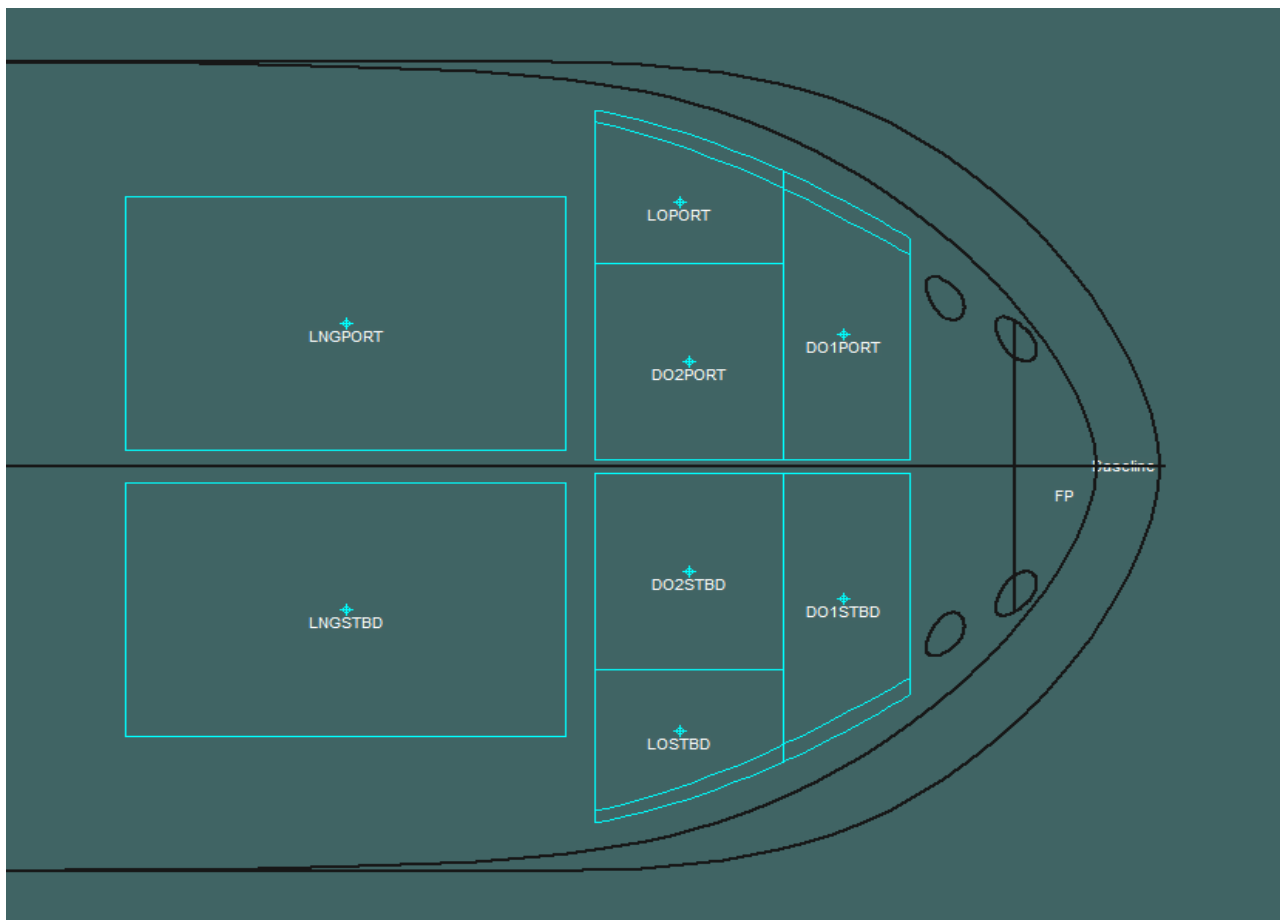 LOPORT
LNGPORT
DO1PORT
DO2PORT
Baseline
FP
DO2STBD
DO1STBD
LNGSTBD
LOSTBD